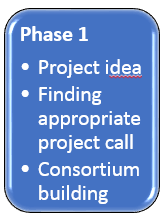 Phase 1
• Project idea
• Finding
appropriate
project call
• Consortium
building